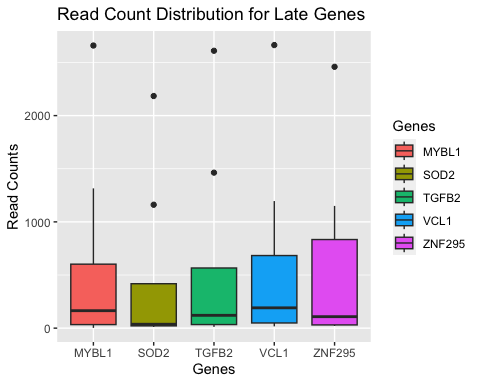 Read Count Distribution for Late Genes
Read Counts
2000
1000
0
MYBL1 SOD2 TGFB2 VCL1 ZNF295
Genes
Genes
MYBL1
SOD2
TGFB2
VCL1
ZNF295